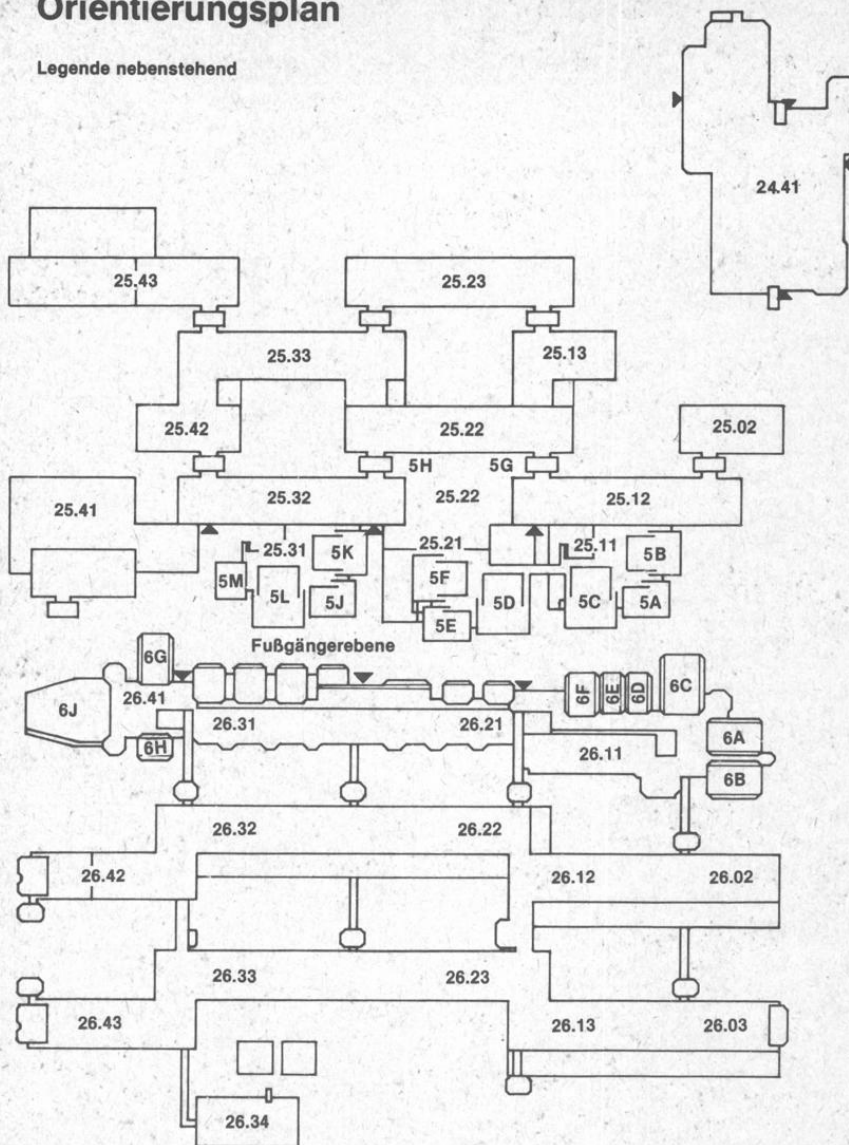 Orientierungsplan
Legende nebenstehend
24.41
25.43
25.23
25.33
25.13
25.42
25.22
25.02
5H
5G
25.41
25.32
25.22
25.12
25.31
5K
25.21
25.11
5B
5M
5L
5J
5F
5E
5D
5C
5A
Fußgängerebene
6G
6J
26.41
6H
26.31
26.21
6F
6E
6D
6C
26.11
6A
6B
26.32
26.22
26.42
26.12
26.02
26.33
26.23
26.43
26.13
26.03
26.34